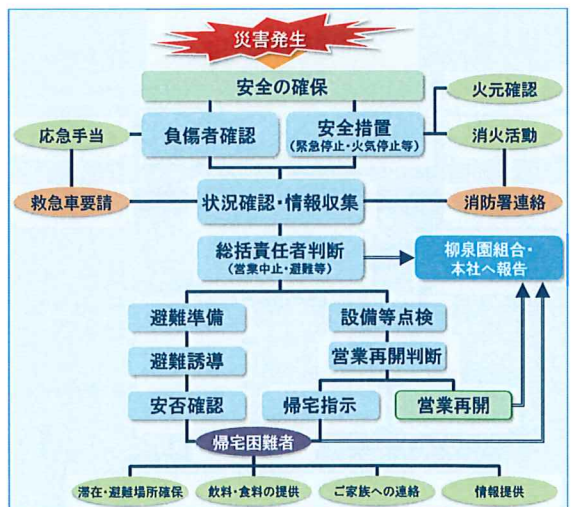 災害発生
安全の確保
火元確認
応急手当
負傷者確認
安全措置
(緊急停止・火気停止等)
消火活動
救急車要請
状況確認・情報収集
消防署連絡
総括責任者判断
(営業中止・避難等)
柳泉園組合・
本社へ報告
避難準備
設備等点検
避難誘導
営業再開判断
安否確認
帰宅指示
営業再開
帰宅困難者
滞在・避難場所確保
飲料・食料の提供
ご家族への連絡
情報提供